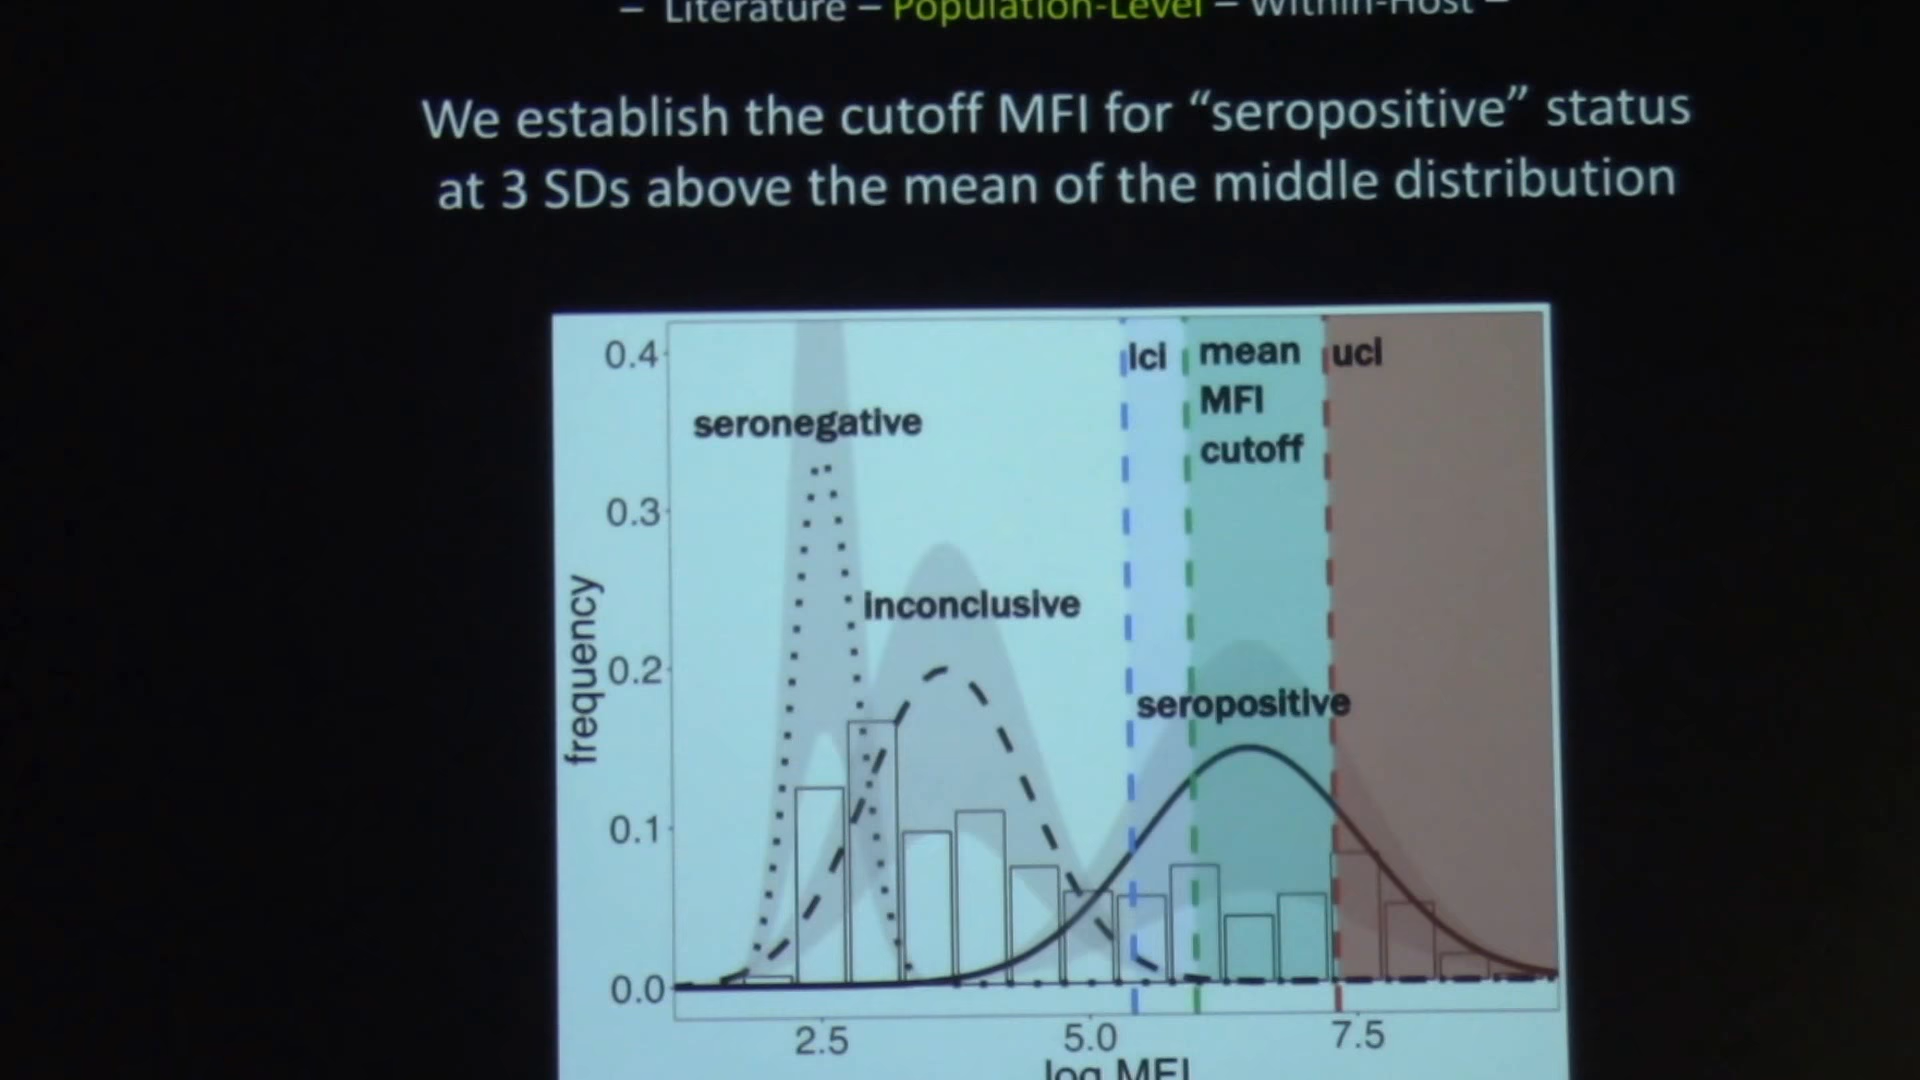 – Literature – Population-Level – Within-Host –
We establish the cutoff MFI for “seropositive” status
at 3 SDs above the mean of the middle distribution
lcl
mean
MFI
cutoff
ucl
seronegative
inconclusive
seropositive
frequency
0.4
0.3
0.2
0.1
0.0
2.5
5.0
7.5
log MFI